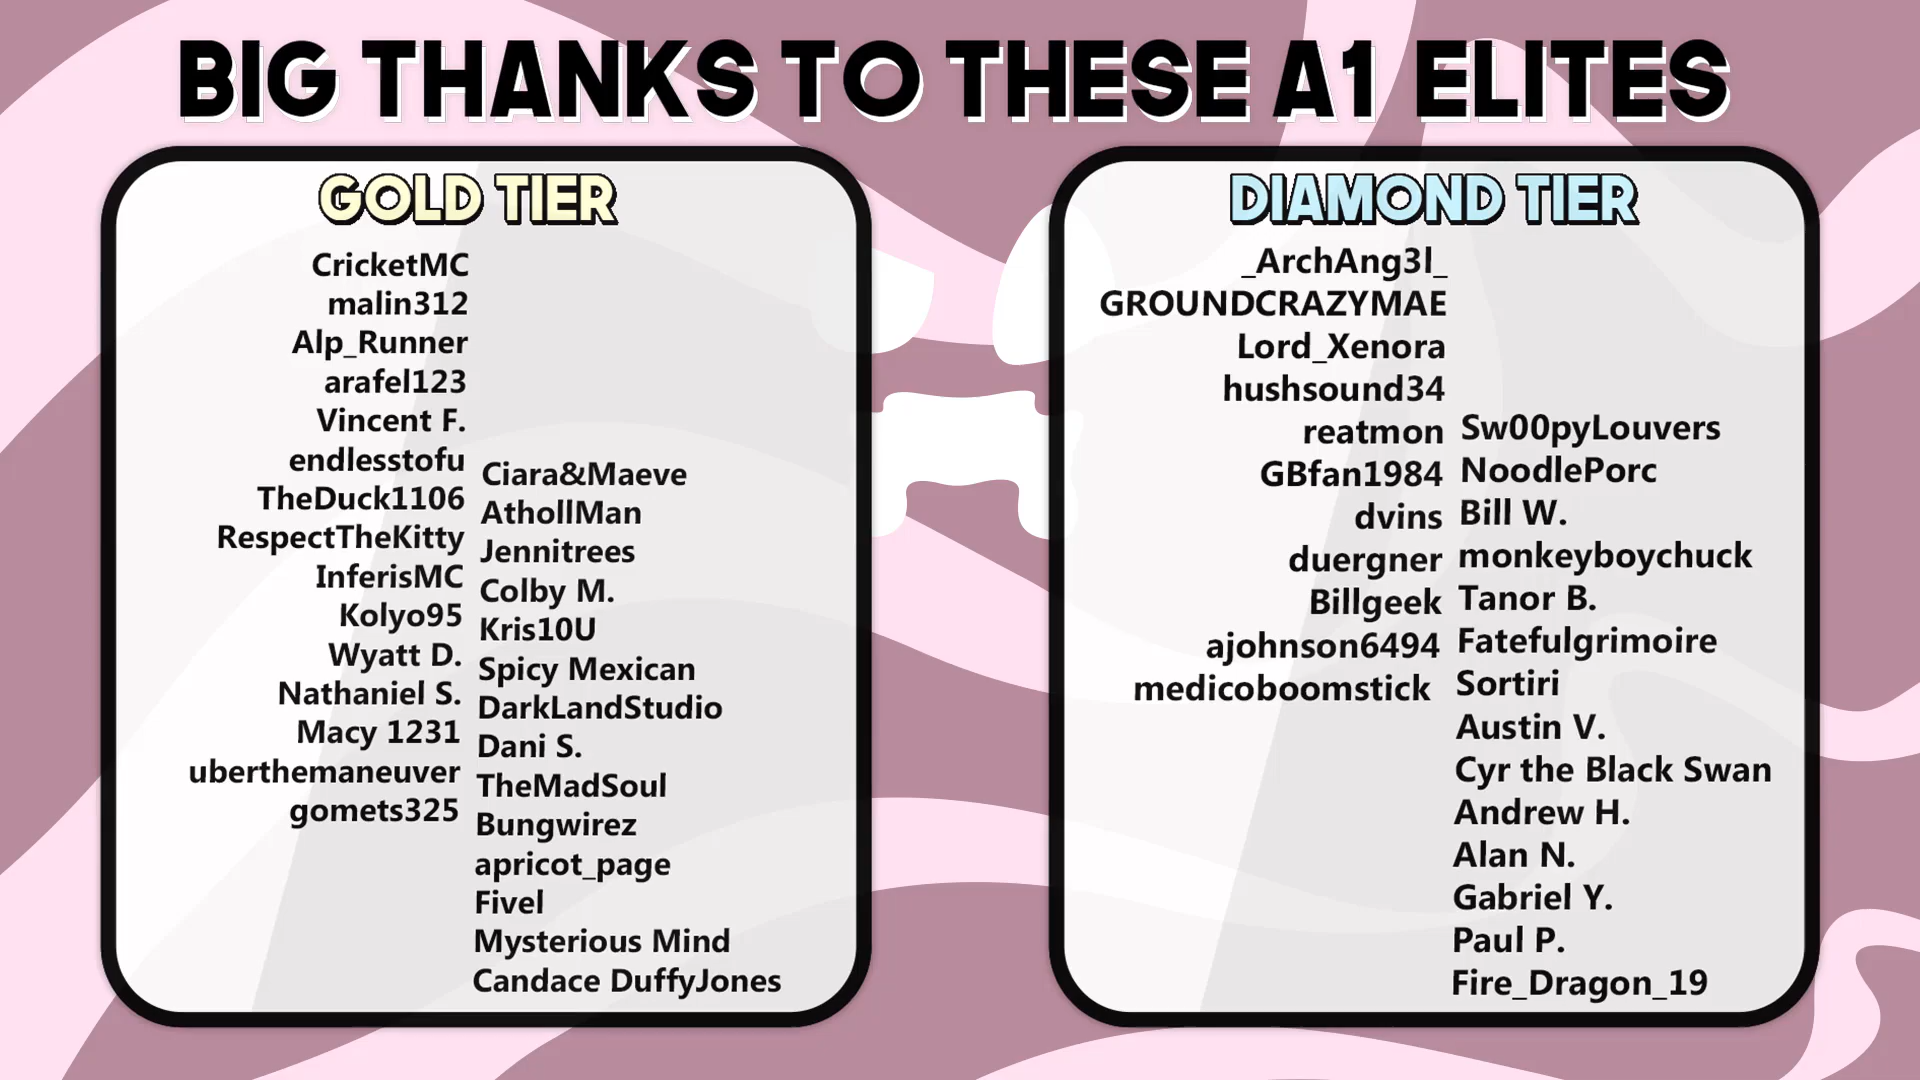 BIG THANKS TO THESE A1 ELITES
GOLD TIER
CricketMC
malin312
Alp_Runner
arafel123
Vincent F.
endlesstofu
TheDuck1106
RespectTheKitty
InferisMC
Kolyo95
Wyatt D.
Nathaniel S.
Macy 1231
uberthemaneuver
gomets325
Ciara&Maeve
AthollMan
Jennitrees
Colby M.
Kris10U
Spicy Mexican
DarkLandStudio
Dani S.
TheMadSoul
Bungwirez
apricot_page
Fivel
Mysterious Mind
Candace DuffyJones
DIAMOND TIER
_ArchAng3l_
GROUNDCRAZYMAE
Lord_Xenora
hushsound34
reatmon
GBfan1984
dvins
duergner
Billgeek
ajohnson6494
medicoboomstick
Sw00pyLouvers
NoodlePorc
Bill W.
monkeyboychuck
Tanor B.
Fatefulgrimoire
Sortiri
Austin V.
Cyr the Black Swan
Andrew H.
Alan N.
Gabriel Y.
Paul P.
Fire_Dragon_19